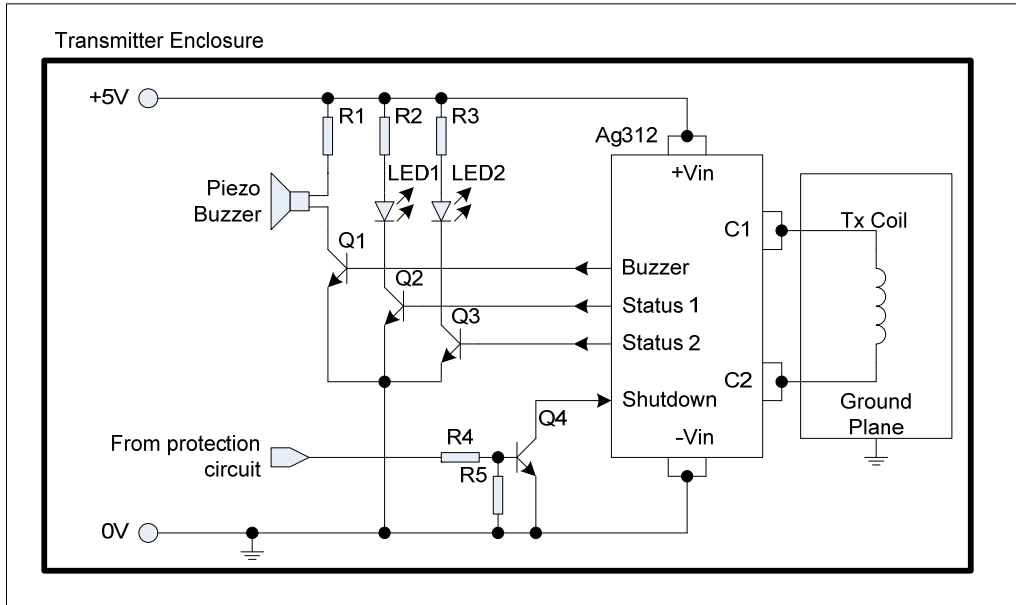 Transmitter Enclosure
+5V
R1
R2
R3
Ag312
+Vin
LED1
LED2
Piezo
Buzzer
C1
Tx Coil
Q1
Buzzer
Q2
Status 1
Q3
Status 2
C2
Shutdown
Q4
Ground
Plane
From protection
circuit
R4
-Vin
R5
0V